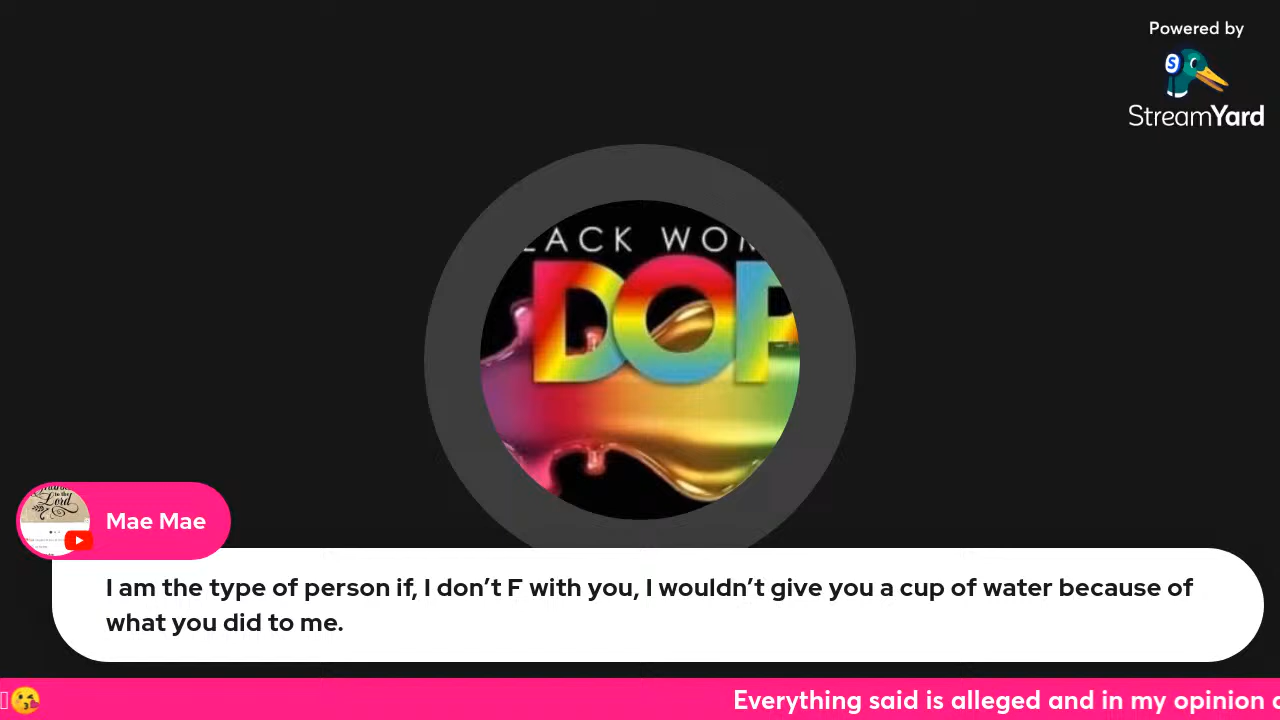 Powered by
S
StreamYard
LACK WOM
DOP
Lord
Mae Mae
I am the type of person if, I don’t F with you, I wouldn’t give you a cup of water because of
what you did to me.
😘
Everything said is alleged and in my opinion